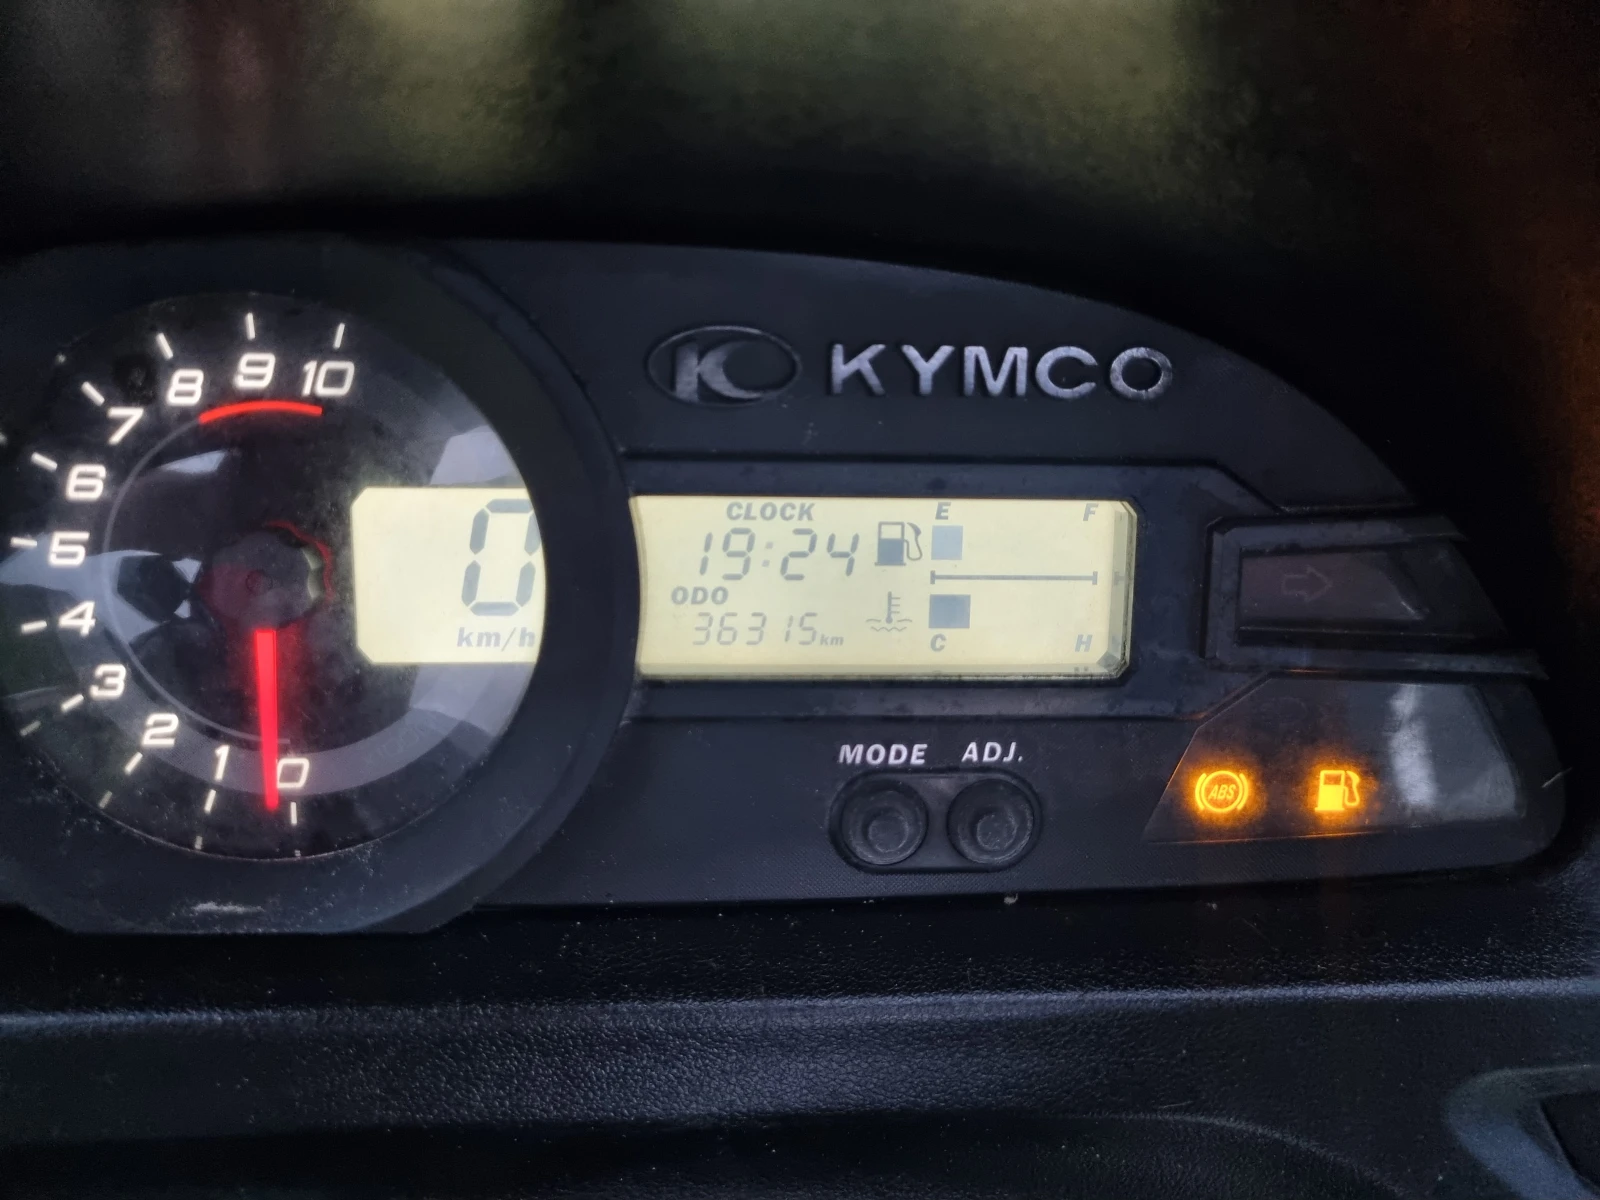 KYMCO
10
9
8
7
6
5
4
3
2
1
0
0
km/h
CLOCK
19:24
ODO
36315km
E F
C H
MODE ADJ.
ABS